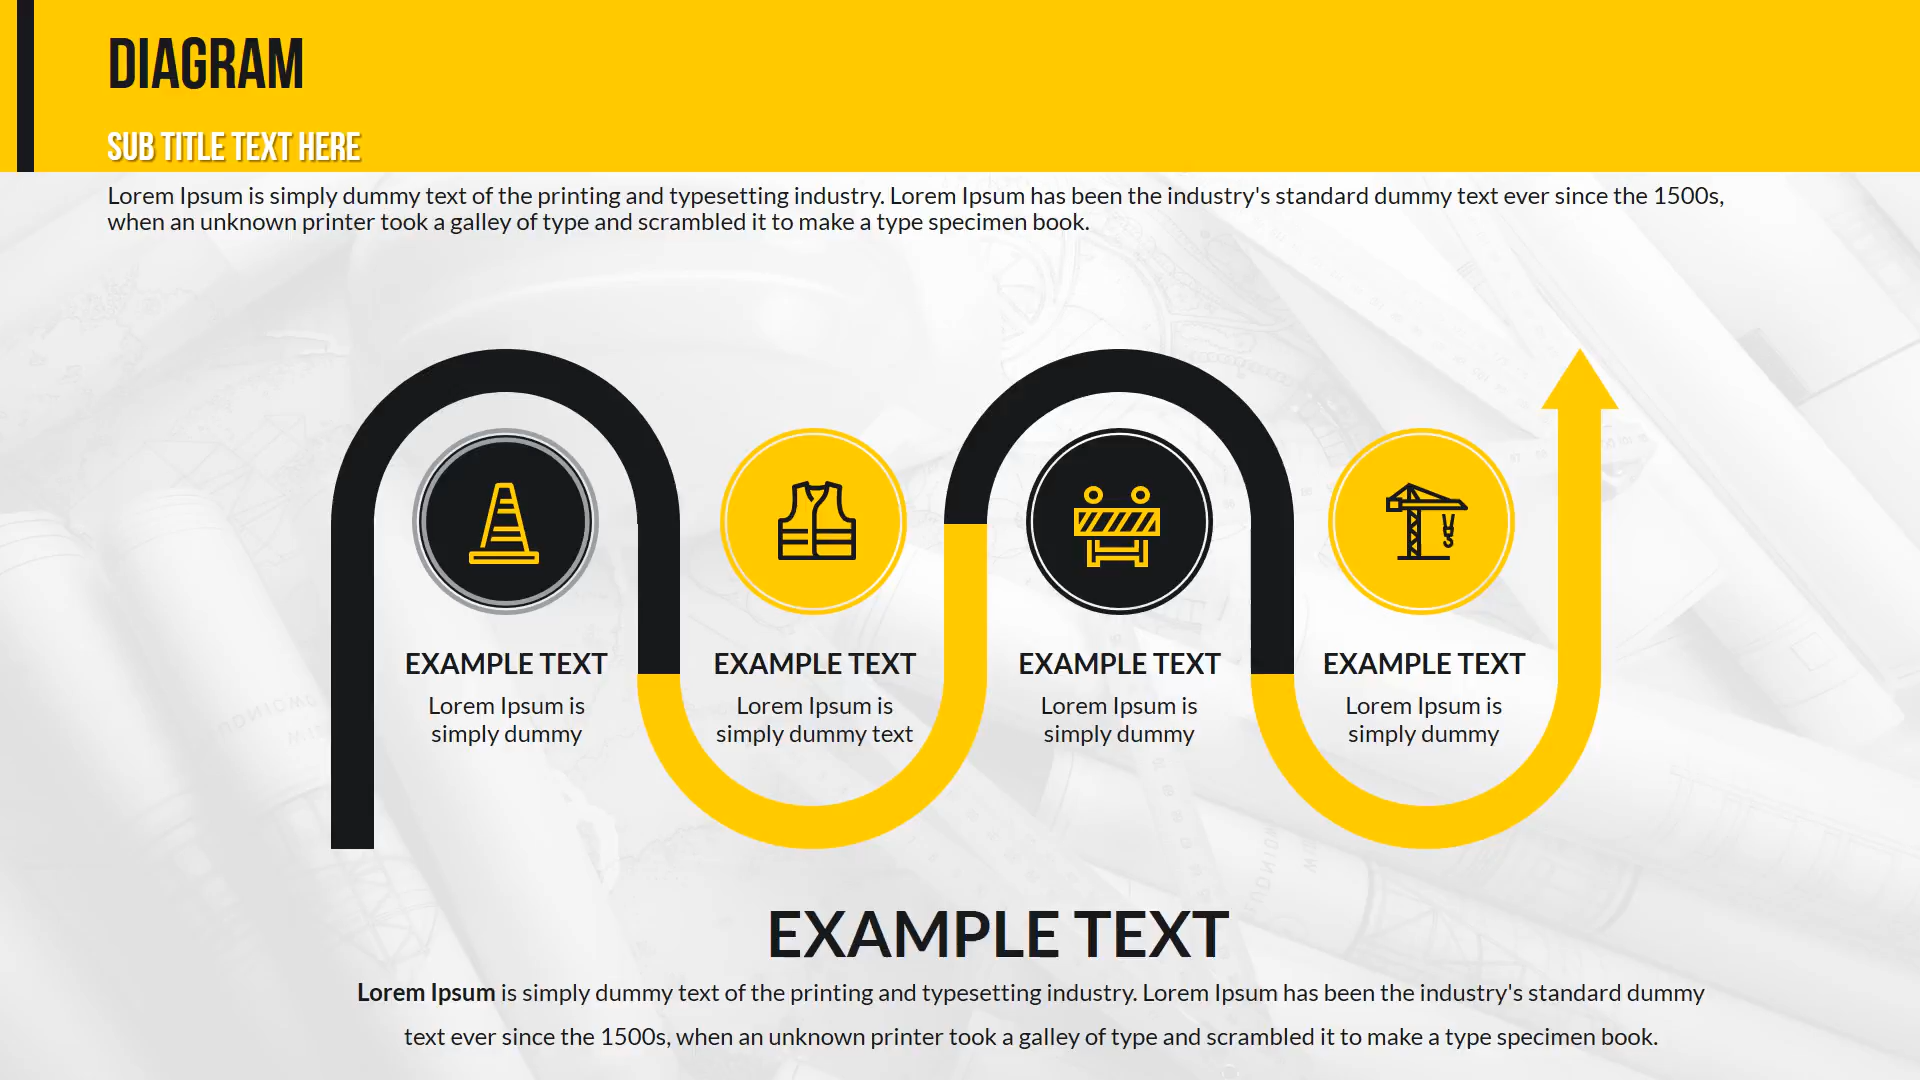 DIAGRAM
SUB TITLE TEXT HERE
Lorem Ipsum is simply dummy text of the printing and typesetting industry. Lorem Ipsum has been the industry's standard dummy text ever since the 1500s,
when an unknown printer took a galley of type and scrambled it to make a type specimen book.
EXAMPLE TEXT
Lorem Ipsum is
simply dummy
EXAMPLE TEXT
Lorem Ipsum is
simply dummy text
EXAMPLE TEXT
Lorem Ipsum is
simply dummy
EXAMPLE TEXT
Lorem Ipsum is
simply dummy
EXAMPLE TEXT
Lorem Ipsum is simply dummy text of the printing and typesetting industry. Lorem Ipsum has been the industry's standard dummy
text ever since the 1500s, when an unknown printer took a galley of type and scrambled it to make a type specimen book.